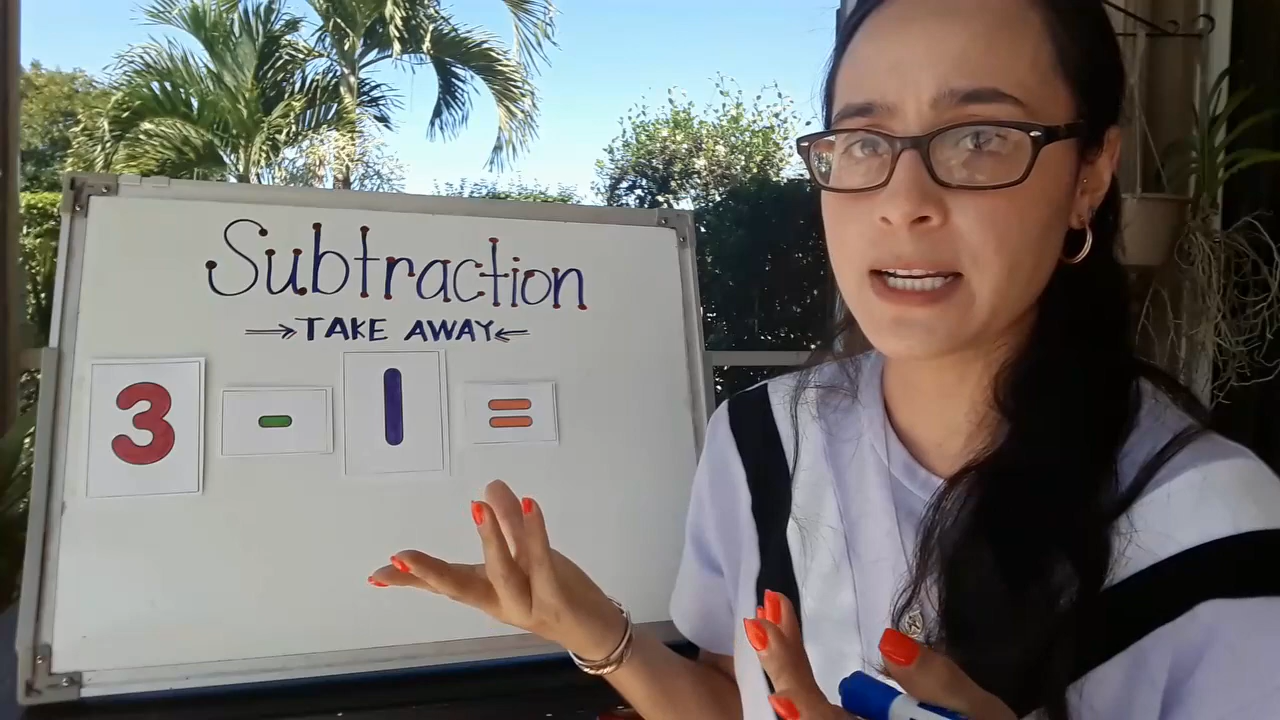 Subtraction
TAKE AWAY
3 - 1 =